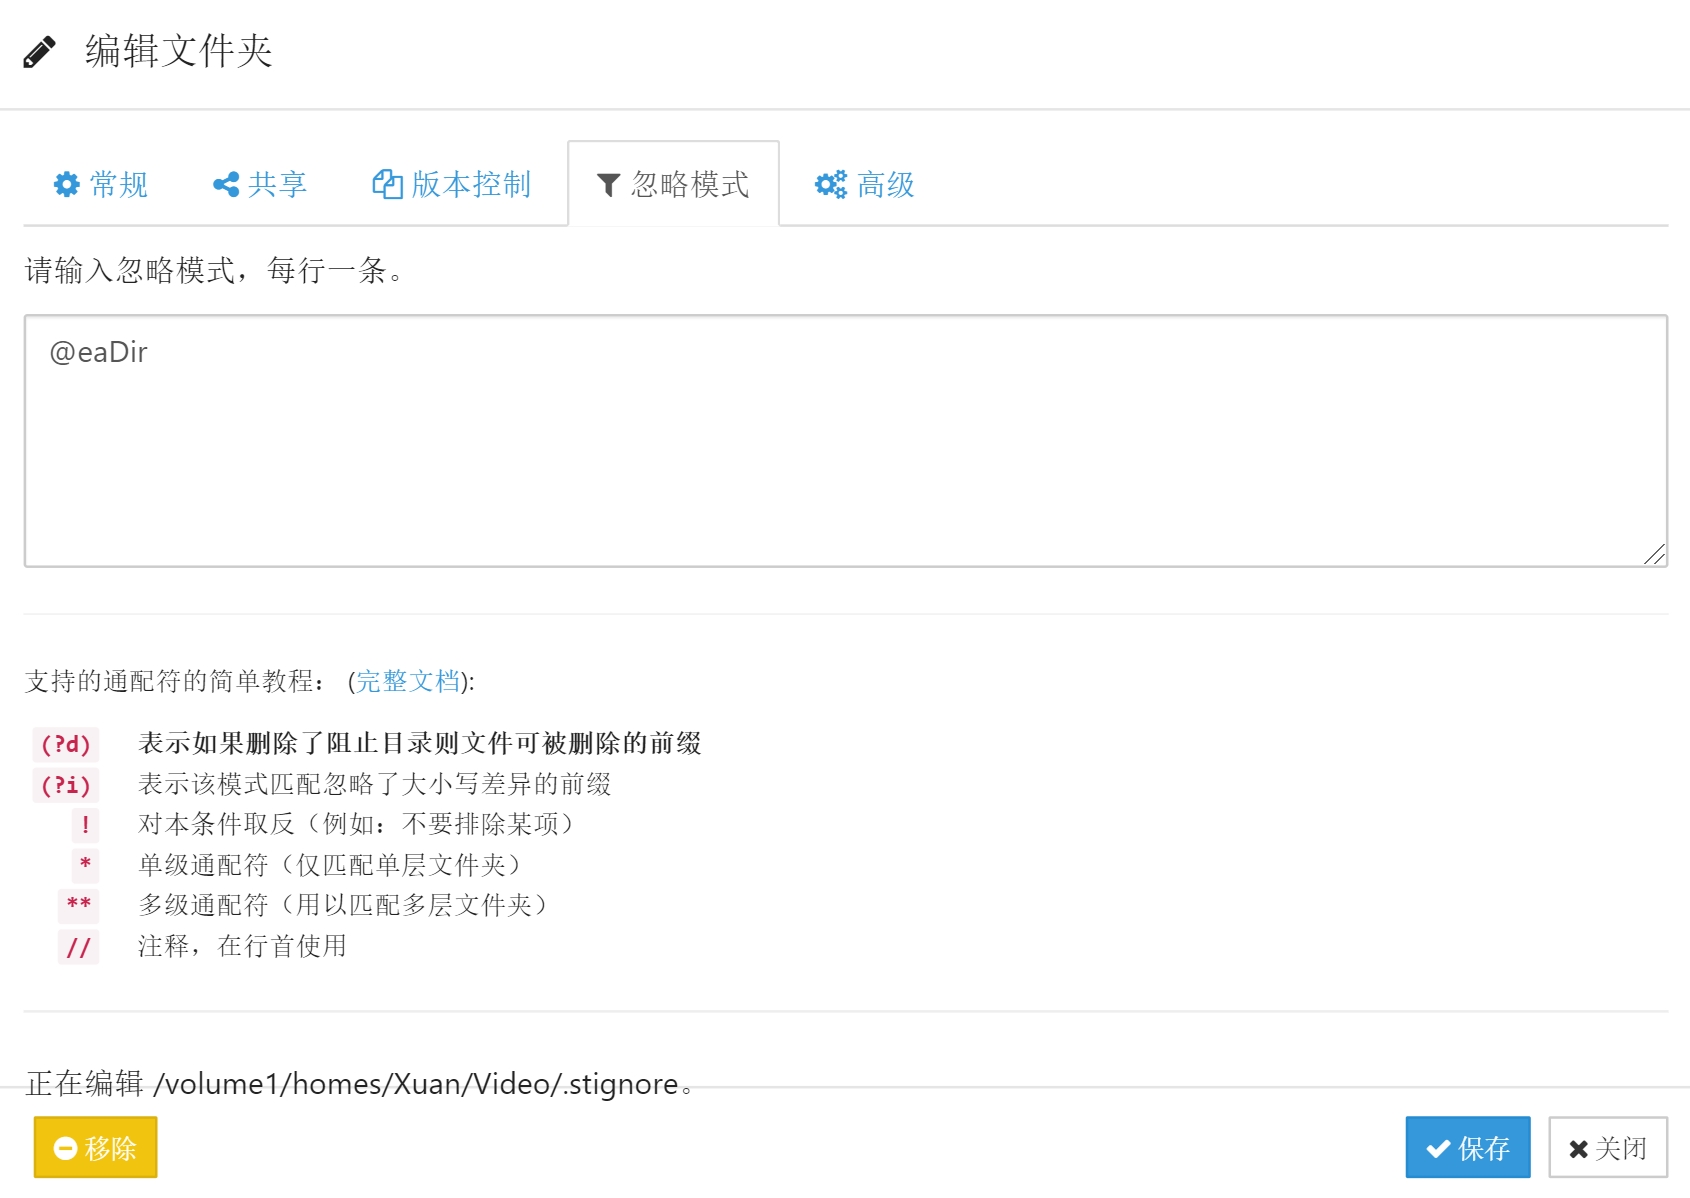 编辑文件夹
常规 共享 版本控制 忽略模式 高级
请输入忽略模式，每行一条。
@eaDir
支持的通配符的简单教程： (完整文档):
(?d) 表示如果删除了阻止目录则文件可被删除的前缀
(?i) 表示该模式匹配忽略了大小写差异的前缀
! 对本条件取反（例如：不要排除某项）
* 单级通配符（仅匹配单层文件夹）
** 多级通配符（用以匹配多层文件夹）
// 注释，在行首使用
正在编辑 /volume1/homes/Xuan/Video/.stignore。
移除 保存 关闭